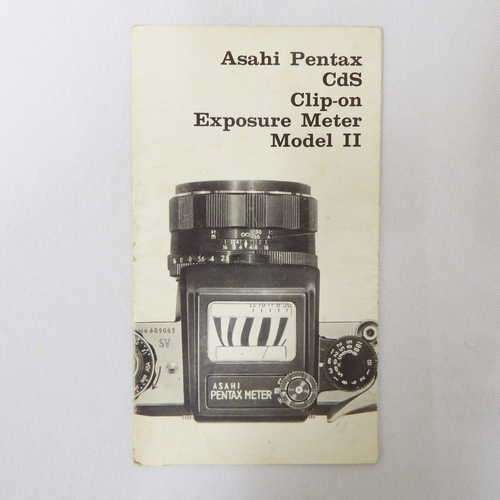 Asahi Pentax
CdS
Clip-on
Exposure Meter
Model II
SV
ASAHI
PENTAX METER